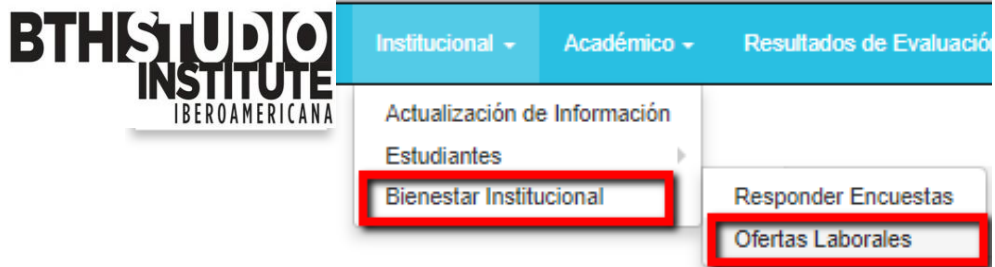 BTHSTUDIO
INSTITUTE
IBEROAMERICANA
Institucional Académico Resultados de Evaluación
Actualización de Información
Estudiantes
Bienestar Institucional
Responder Encuestas
Ofertas Laborales